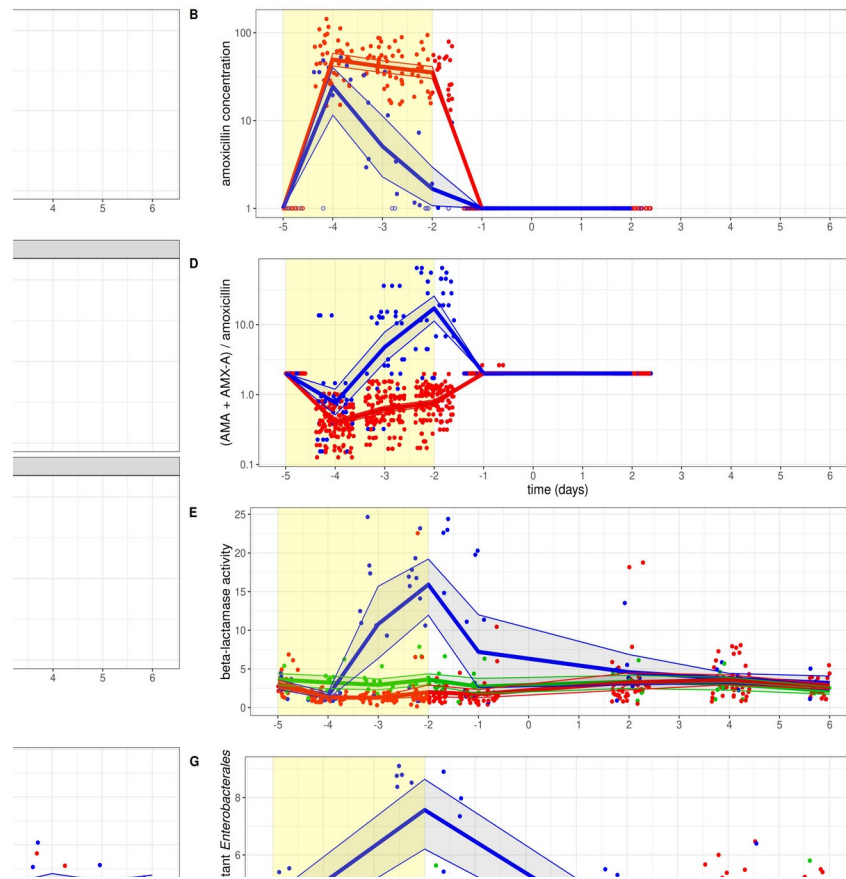 B
amoxicillin concentration
100
10
1
-5 -4 -3 -2 -1 0 1 2 3 4 5 6
4 5 6
D
(AMA + AMX-A) / amoxicillin
10.0
1.0
0.1
-5 -4 -3 -2 -1 0 1 2 3 4 5 6
time (days)
E
beta-lactamase activity
25
20
15
10
5
0
4 5 6
-5 -4 -3 -2 -1 0 1 2 3 4 5 6
G
tant Enterobacterales
8
6